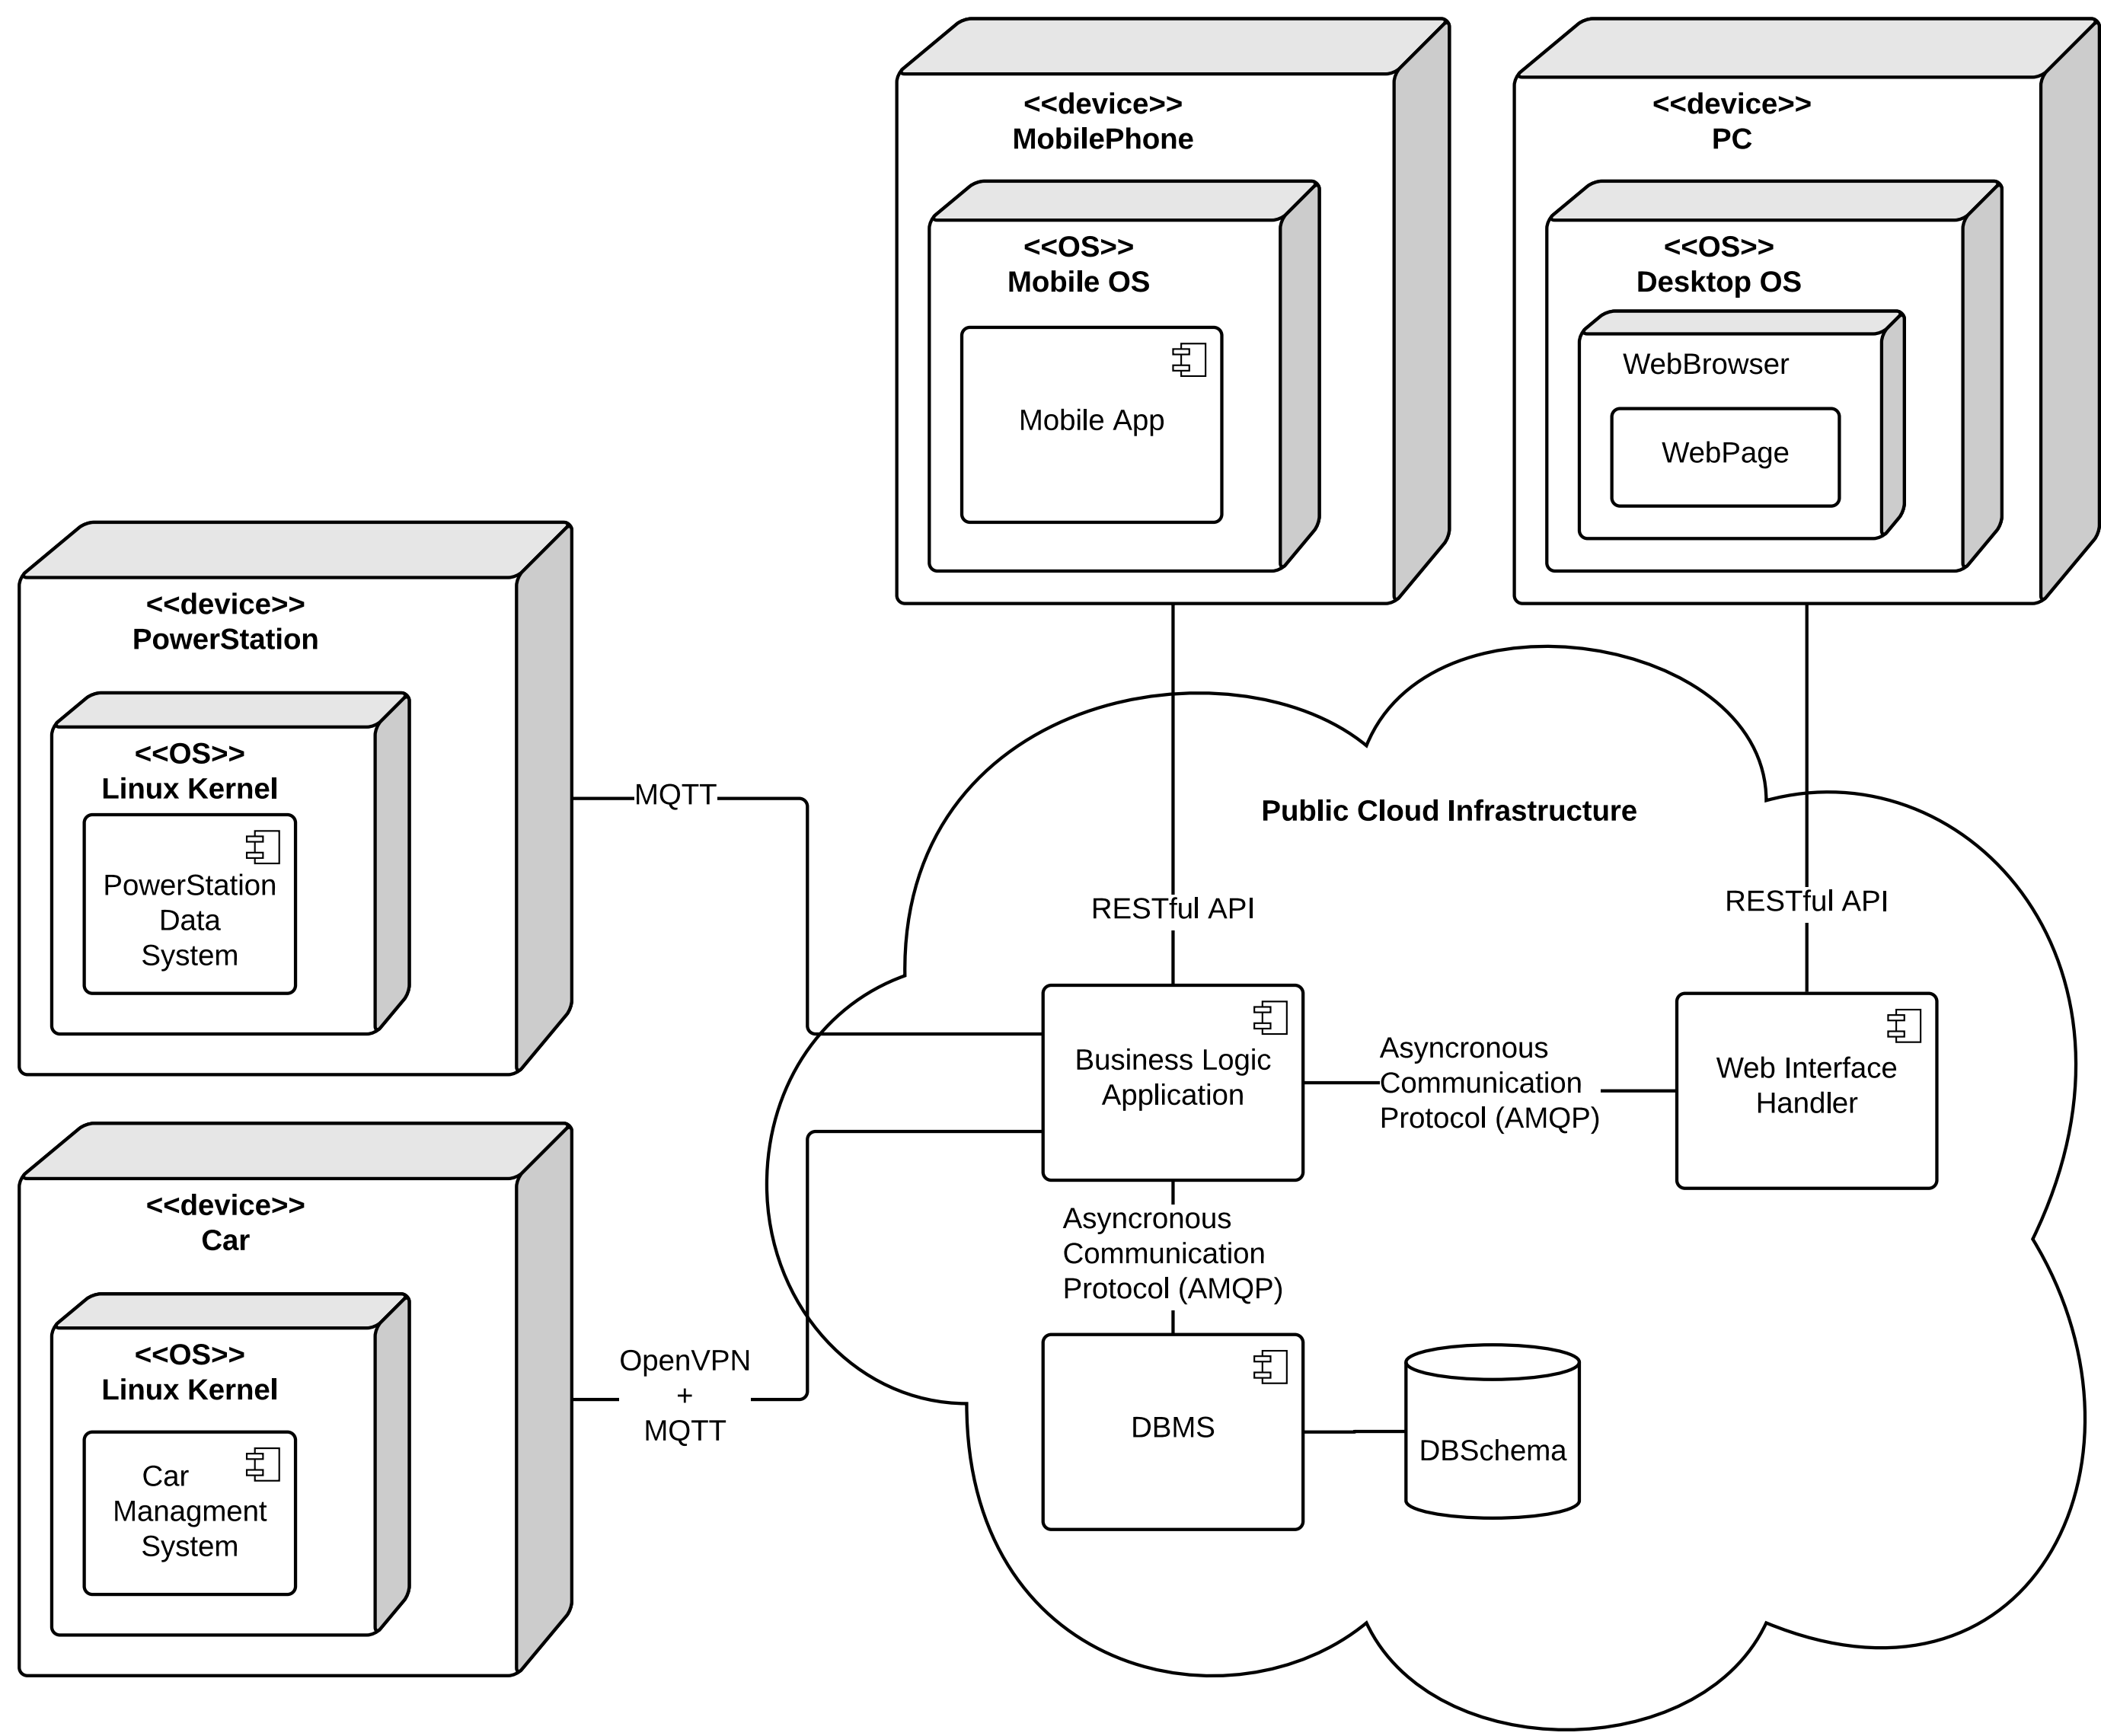 <<device>>
MobilePhone
<<OS>>
Mobile OS
Mobile App
<<device>>
PC
<<OS>>
Desktop OS
WebBrowser
WebPage
<<device>>
PowerStation
<<OS>>
Linux Kernel
PowerStation
Data
System
MQTT
Public Cloud Infrastructure
RESTful API
RESTful API
Business Logic
Application
Asyncronous
Communication
Protocol (AMQP)
Web Interface
Handler
<<device>>
Car
<<OS>>
Linux Kernel
Car
Managment
System
OpenVPN
+
MQTT
Asyncronous
Communication
Protocol (AMQP)
DBMS
DBSchema